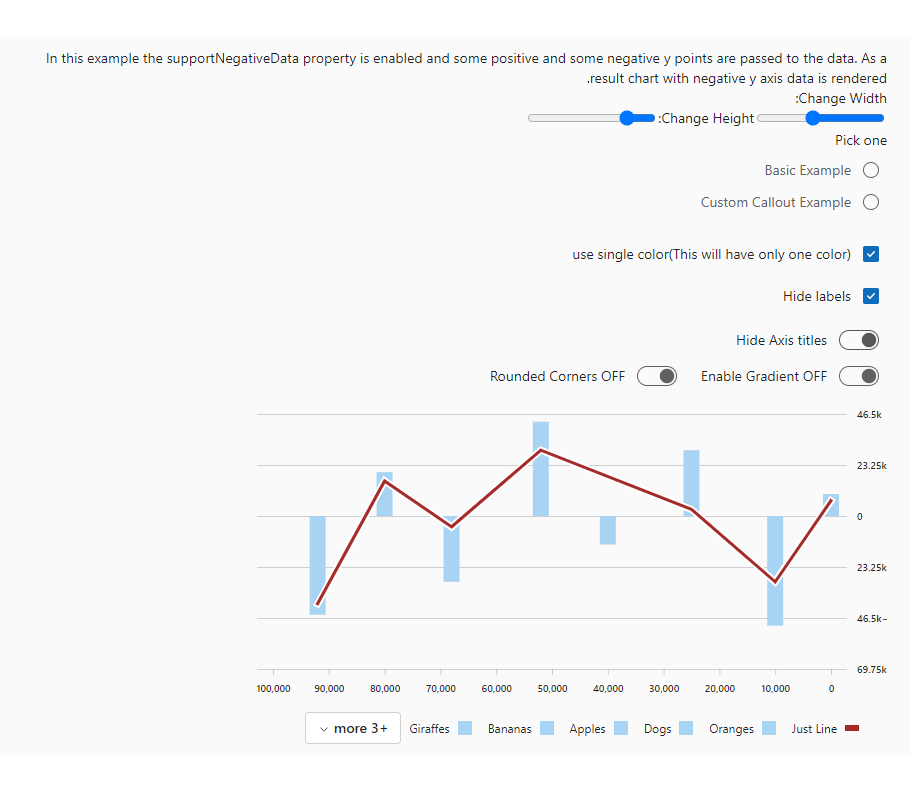 In this example the supportNegativeData property is enabled and some positive and some negative y points are passed to the data. As a
.result chart with negative y axis data is rendered
:Change Width
:Change Height
Pick one
Basic Example
Custom Callout Example
use single color(This will have only one color)
Hide labels
Hide Axis titles
Enable Gradient OFF
Rounded Corners OFF
46.5k
23.25k
0
23.25k
46.5k–
69.75k
100,000 90,000 80,000 70,000 60,000 50,000 40,000 30,000 20,000 10,000 0
more 3+ Giraffes Bananas Apples Dogs Oranges Just Line